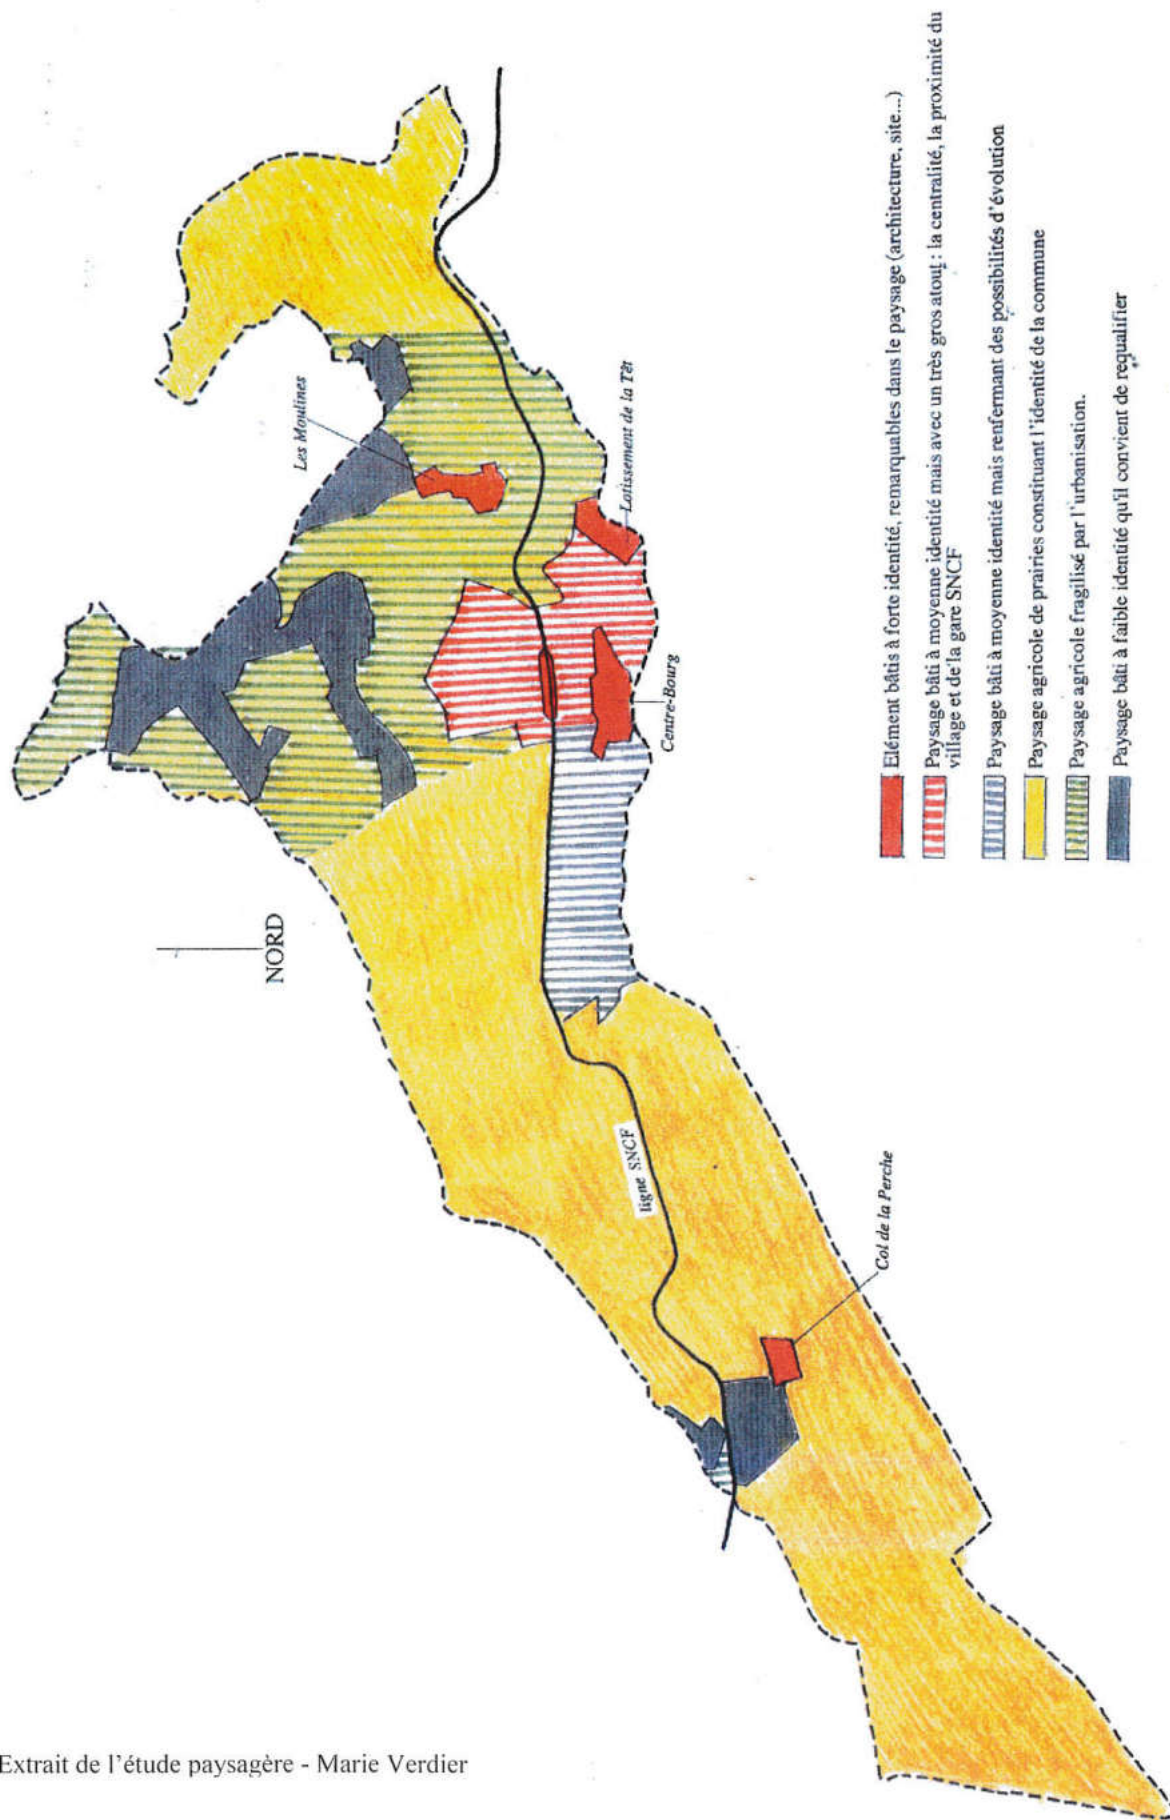 Les Moulines
Lotissement de la Têt
Centre-Bourg
NORD
ligne SNCF
Col de la Perche
Elément bâtis à forte identité, remarquables dans le paysage (architecture, site...)
Paysage bâti à moyenne identité mais avec un très gros atout : la centralité, la proximité du
village et de la gare SNCF
Paysage bâti à moyenne identité mais renfermant des possibilités d'évolution
Paysage agricole de prairies constituant l'identité de la commune
Paysage agricole fragilisé par l'urbanisation.
Paysage bâti à faible identité qu'il convient de requalifier
Extrait de l'étude paysagère - Marie Verdier